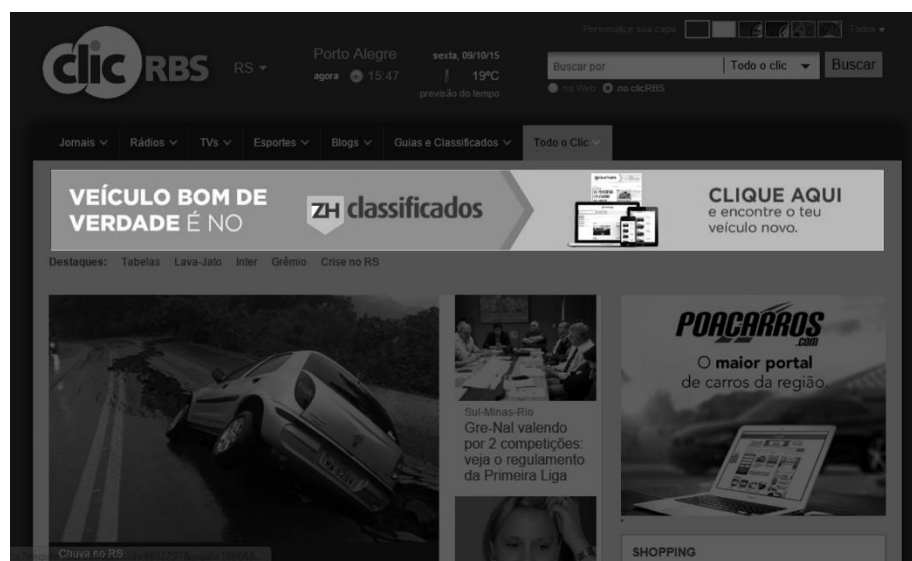 Personalize sua capa Todas
clic RBS
RS
Porto Alegre
sexta, 09/10/15
agora 15:47
19ºC
previsão do tempo
Buscar por
Todo o clic
Buscar
na Web no clicRBS
Jornais Rádios TVs Esportes Blogs Guias e Classificados Todo o Clic
VEÍCULO BOM DE
VERDADE É NO
ZH classificados
CLIQUE AQUI
e encontre o teu
veículo novo.
Destaques: Tabelas Lava-Jato Inter Grêmio Crise no RS
Sul-Minas-Rio
Gre-Nal valendo
por 2 competições:
veja o regulamento
da Primeira Liga
POACARROS
.COM
O maior portal
de carros da região.
Chuva no RS
SHOPPING